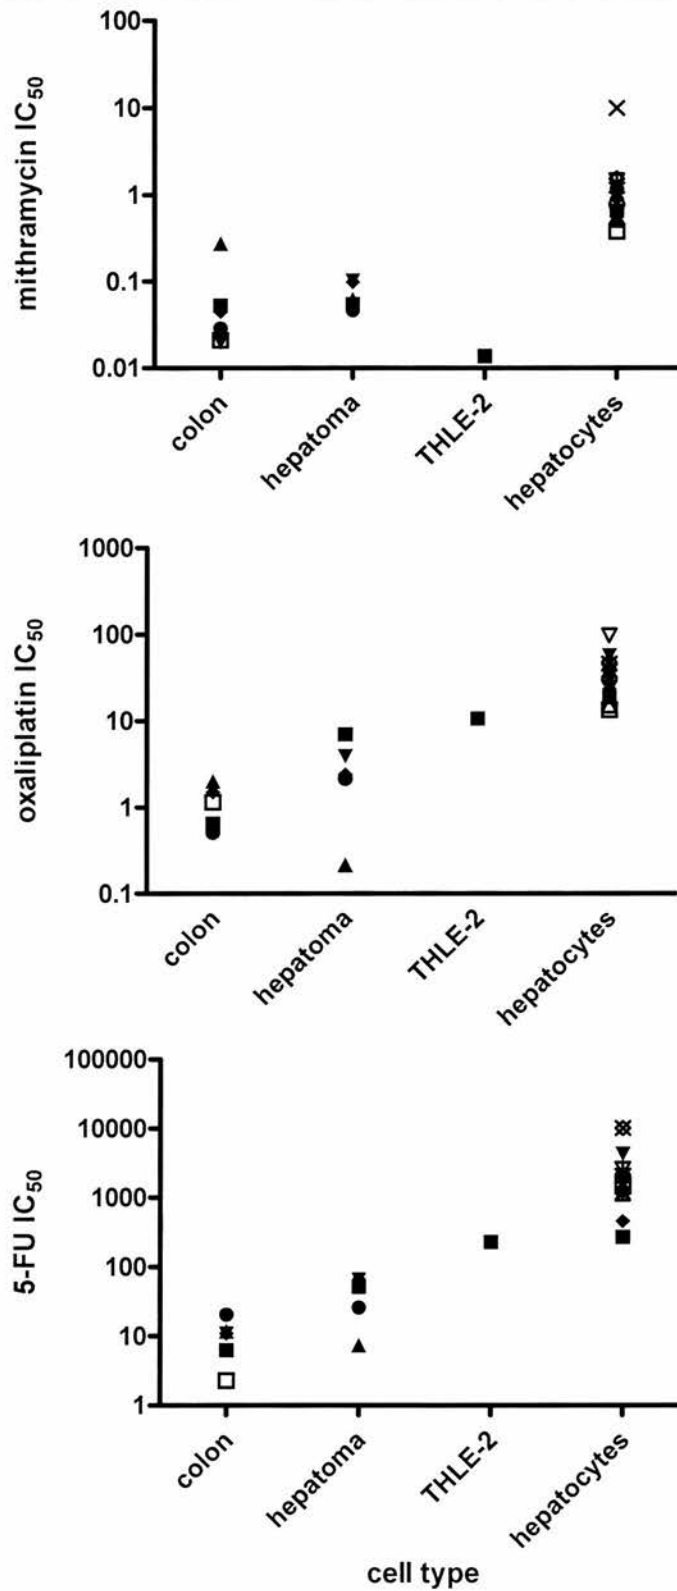 mithramycin IC50
100
10
1
0.1
0.01
colon
hepatoma
THLE-2
hepatocytes
oxaliplatin IC50
1000
100
10
1
0.1
colon
hepatoma
THLE-2
hepatocytes
5-FU IC50
100000
10000
1000
100
10
1
colon
hepatoma
THLE-2
hepatocytes
cell type